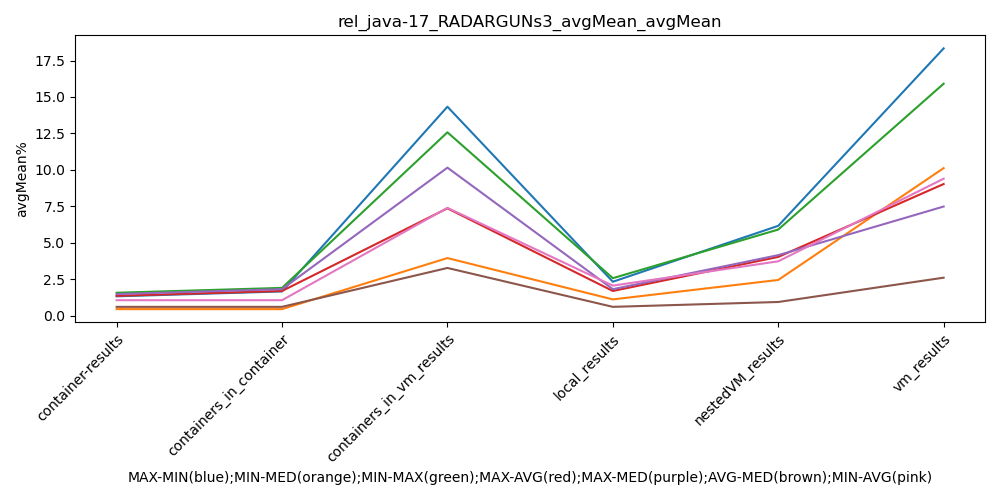 rel_java-17_RADARGUNs3_avgMean_avgMean
avgMean%
17.5
15.0
12.5
10.0
7.5
5.0
2.5
0.0
container-results
containers_in_container
containers_in_vm_results
local_results
nestedVM_results
vm_results
MAX-MIN(blue);MIN-MED(orange);MIN-MAX(green);MAX-AVG(red);MAX-MED(purple);AVG-MED(brown);MIN-AVG(pink)